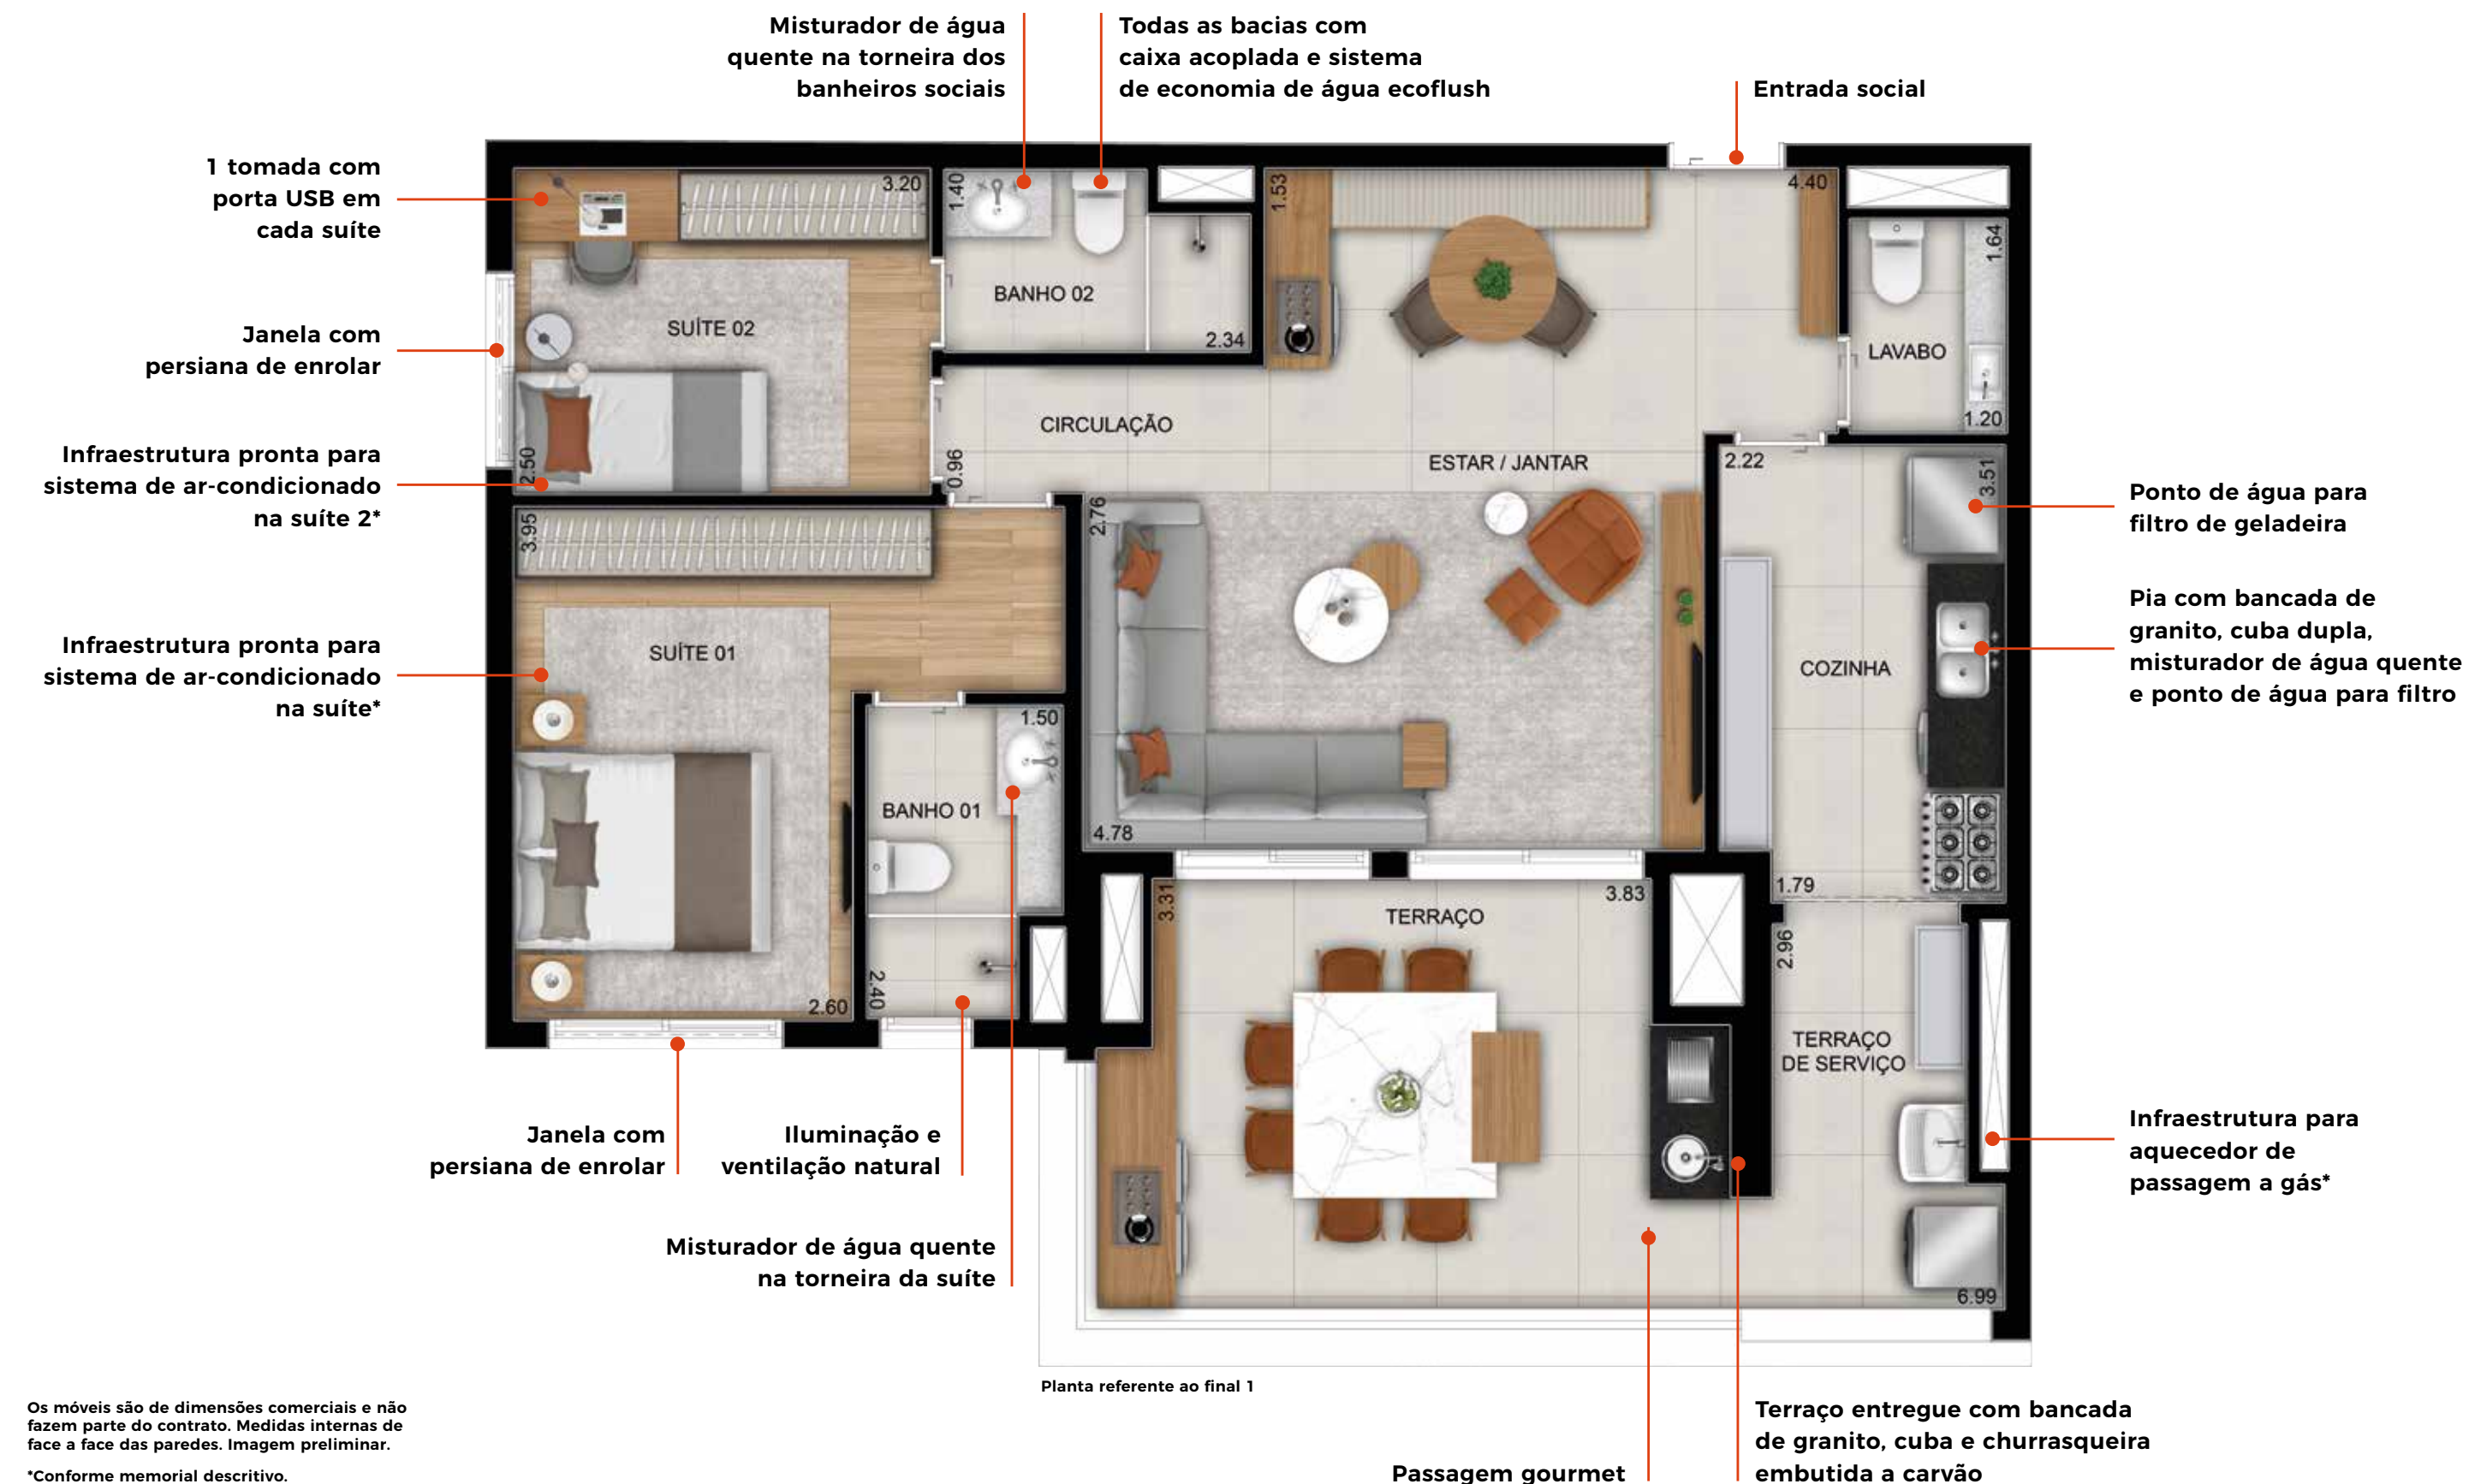 Misturador de água
quente na torneira dos
banheiros sociais
Todas as bacias com
caixa acoplada e sistema
de economia de água ecoflush
Entrada social
1 tomada com
porta USB em
cada suíte
Janela com
persiana de enrolar
Infraestrutura pronta para
sistema de ar-condicionado
na suíte 2*
Infraestrutura pronta para
sistema de ar-condicionado
na suíte*
3.20
1.40
1.53
4.40
1.64
BANHO 02
SUÍTE 02
2.34
LAVABO
1.20
CIRCULAÇÃO
2.50
0.96
ESTAR / JANTAR
2.22
3.51
3.95
2.76
SUÍTE 01
COZINHA
1.50
BANHO 01
4.78
1.79
3.31
3.83
TERRAÇO
2.96
2.40
2.60
TERRAÇO
DE SERVIÇO
6.99
Ponto de água para
filtro de geladeira
Pia com bancada de
granito, cuba dupla,
misturador de água quente
e ponto de água para filtro
Infraestrutura para
aquecedor de
passagem a gás*
Janela com
persiana de enrolar
Iluminação e
ventilação natural
Misturador de água quente
na torneira da suíte
Planta referente ao final 1
Terraço entregue com bancada
de granito, cuba e churrasqueira
embutida a carvão
Passagem gourmet
Os móveis são de dimensões comerciais e não
fazem parte do contrato. Medidas internas de
face a face das paredes. Imagem preliminar.
*Conforme memorial descritivo.